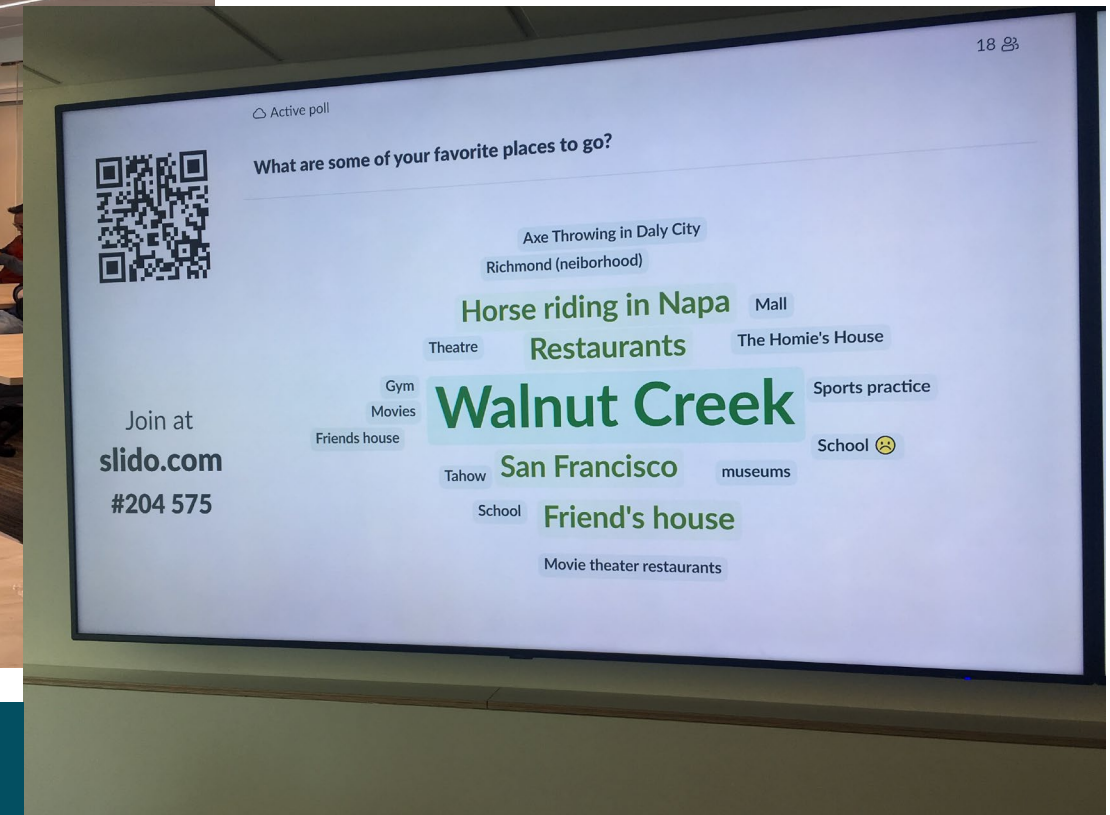 18
Active poll
What are some of your favorite places to go?
Axe Throwing in Daly City
Richmond (neiborhood)
Horse riding in Napa
Mall
Theatre
Restaurants
The Homie's House
Gym
Walnut Creek
Sports practice
Movies
Friends house
School ☹
Tahow
San Francisco
museums
School
Friend's house
Movie theater restaurants
Join at
slido.com
#204 575